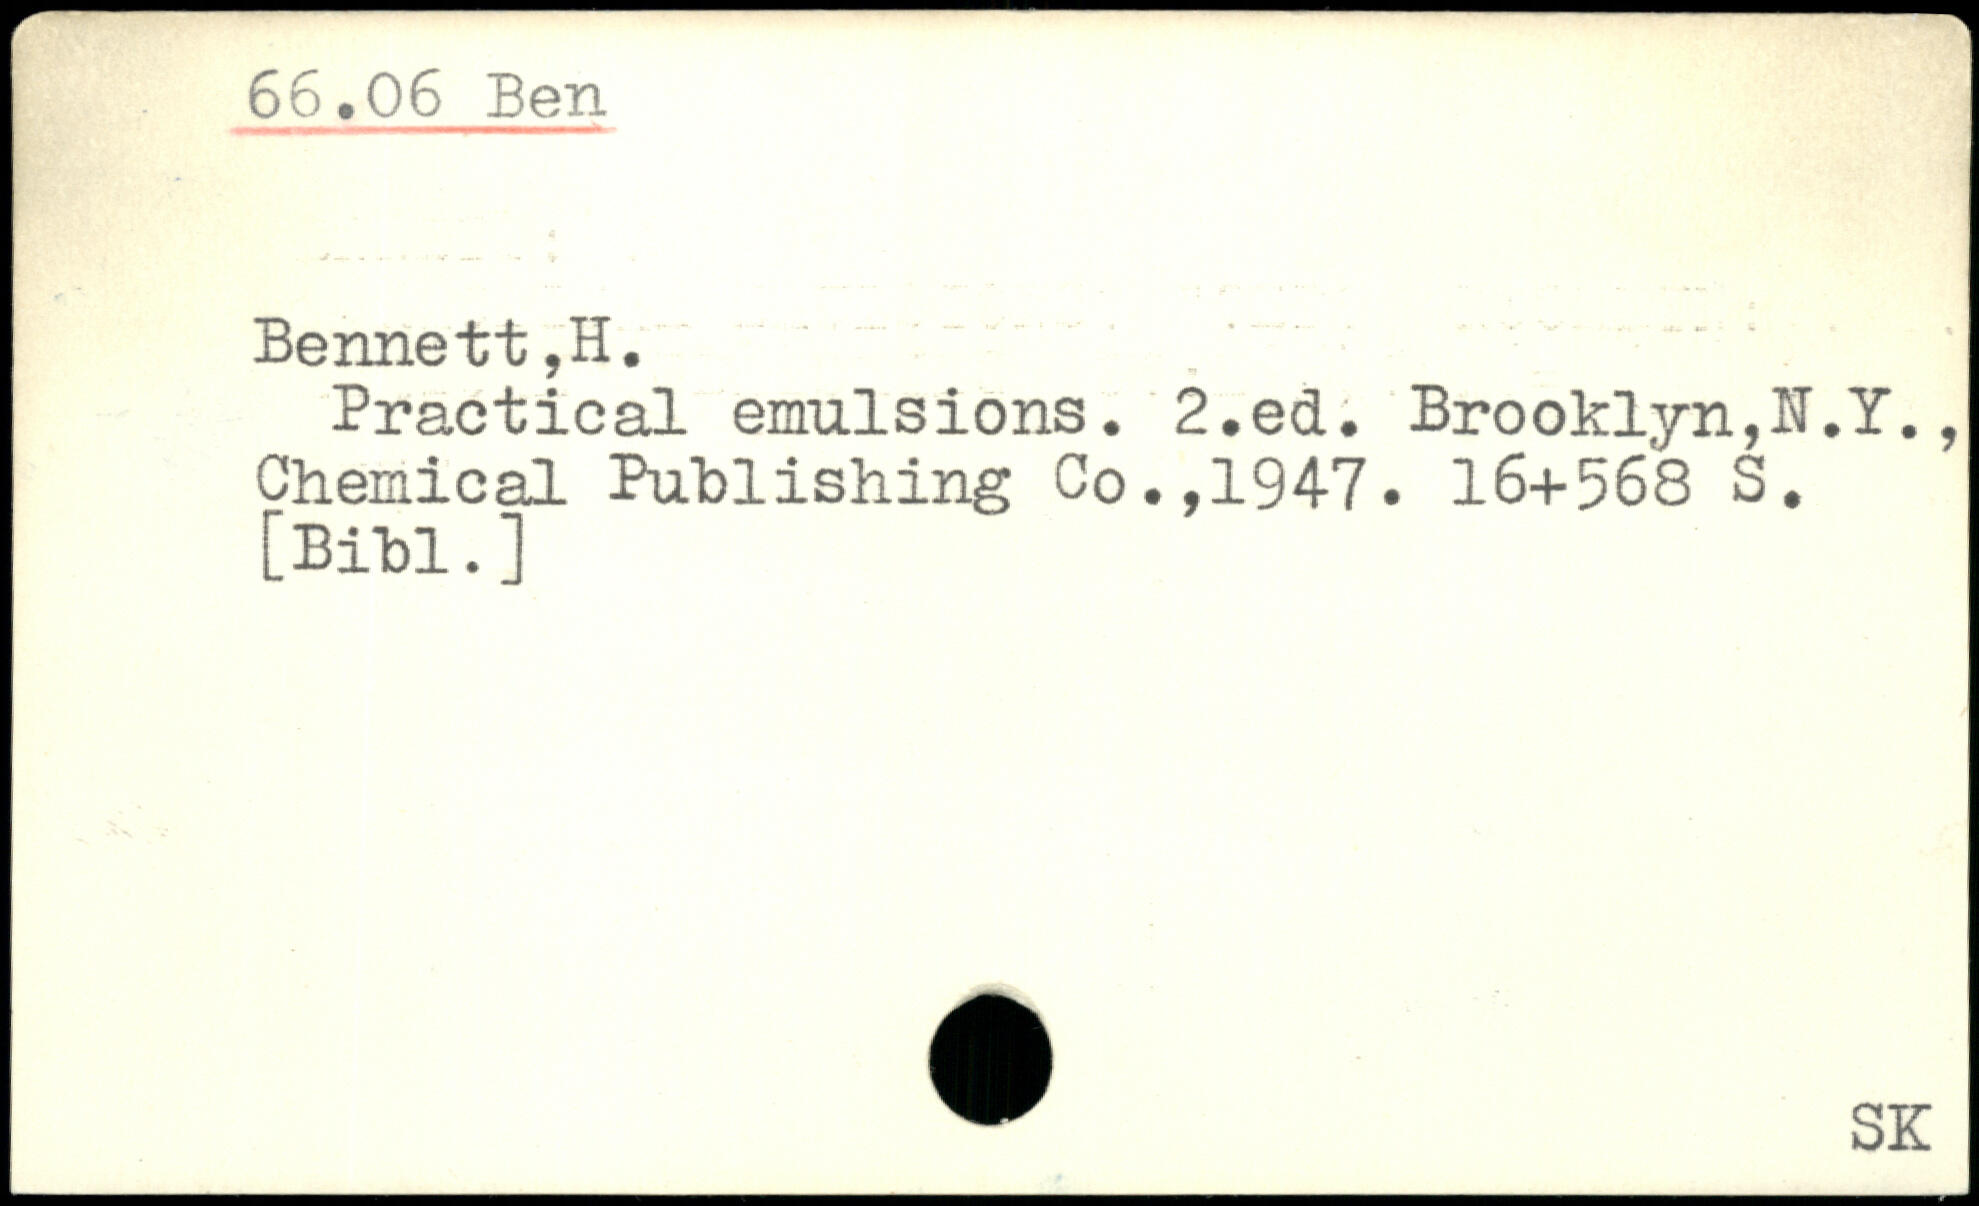 66.06 Ben
Bennett,H.
Practical emulsions. 2.ed. Brooklyn,N.Y.,
Chemical Publishing Co.,1947. 16+568 S.
[Bibl.]
SK